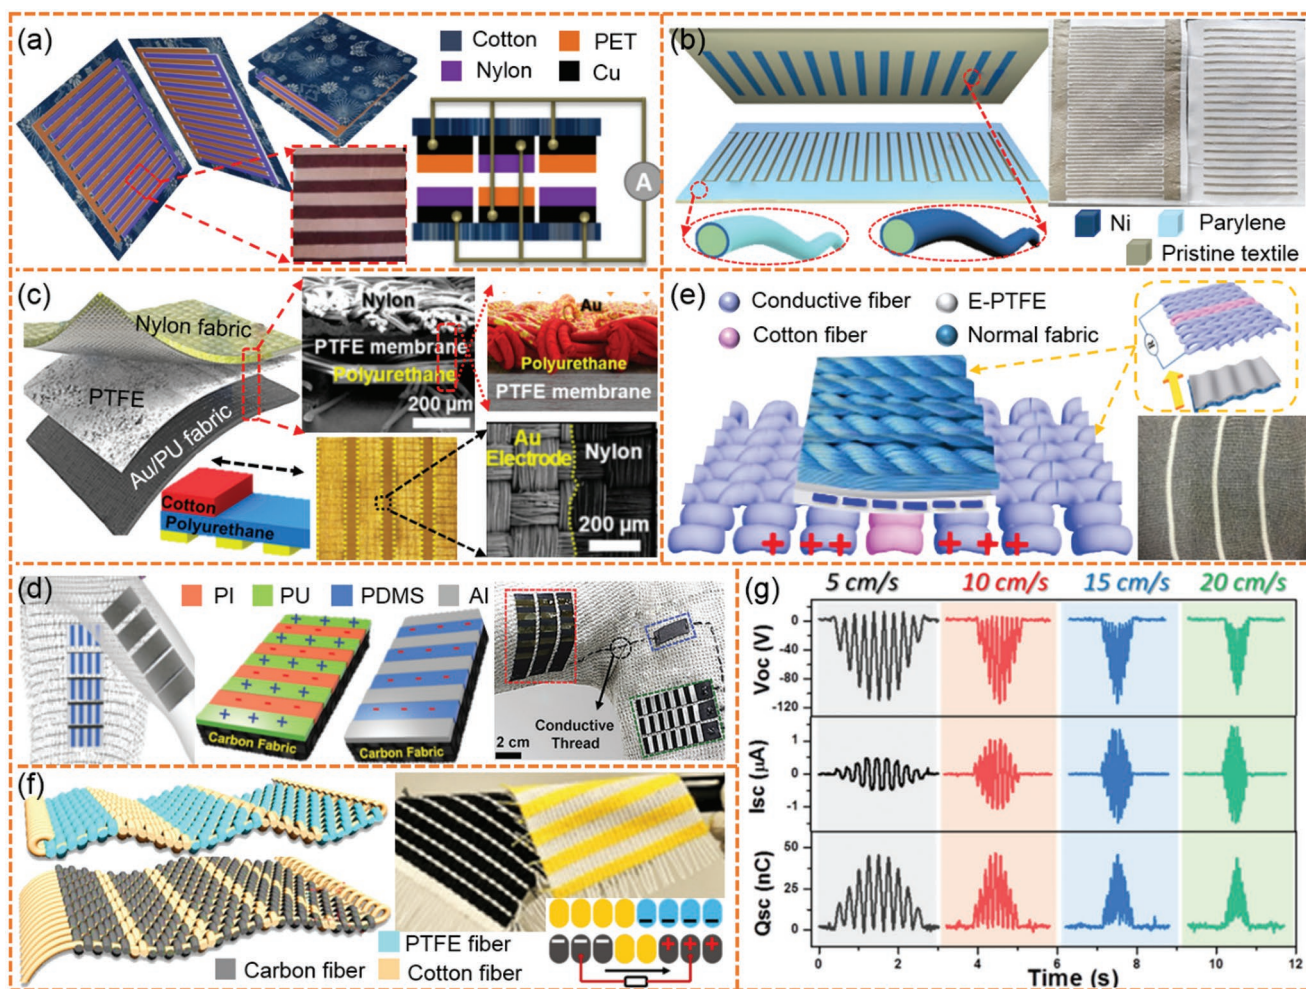 (a)
Cotton PET
Nylon Cu
A
(b)
Ni Parylene
Pristine textile
(c)
Nylon fabric
PTFE
Au/PU fabric
Cotton
Polyurethane
Nylon
PTFE membrane
Polyurethane
200 μm
Au
Polyurethane
PTFE membrane
Au
Electrode
Nylon
200 μm
(e)
Conductive fiber E-PTFE
Cotton fiber Normal fabric
R
+ + + + + +
(d)
PI PU PDMS Al
Carbon Fabric
Carbon Fabric
Conductive
Thread
2 cm
(f)
PTFE fiber
Carbon fiber Cotton fiber
(g)
5 cm/s 10 cm/s 15 cm/s 20 cm/s
Voc (V)
0
-40
-80
-120
Isc (μA)
1
0
-1
Qsc (nC)
50
25
0
0 2 4 6 8 10 12
Time (s)